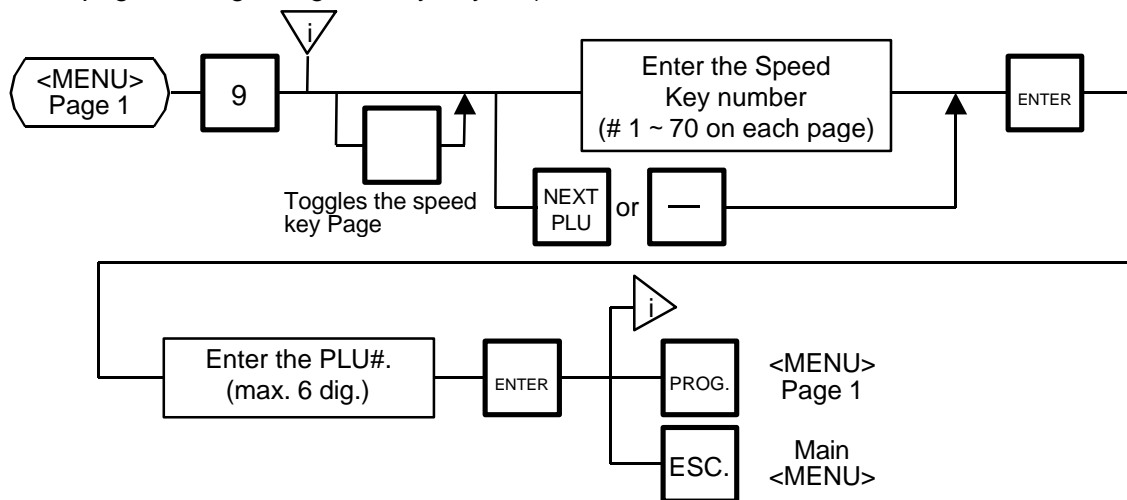 i
<MENU>
Page 1
9
Enter the Speed
Key number
(# 1 ~ 70 on each page)
ENTER
Toggles the speed
key Page
NEXT
PLU
or
—
i
Enter the PLU#.
(max. 6 dig.)
ENTER
PROG.
<MENU>
Page 1
ESC.
Main
<MENU>